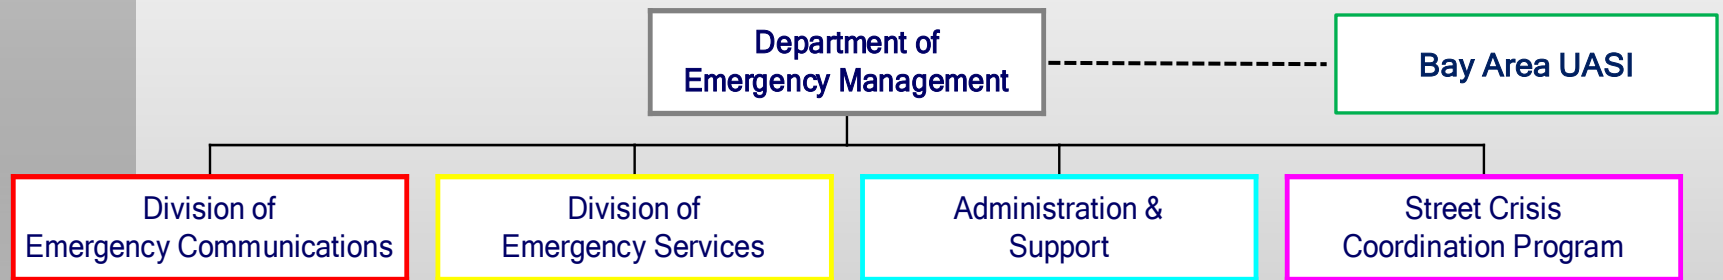 Department of
Emergency Management
Bay Area UASI
Division of
Emergency Communications
Division of
Emergency Services
Administration &
Support
Street Crisis
Coordination Program